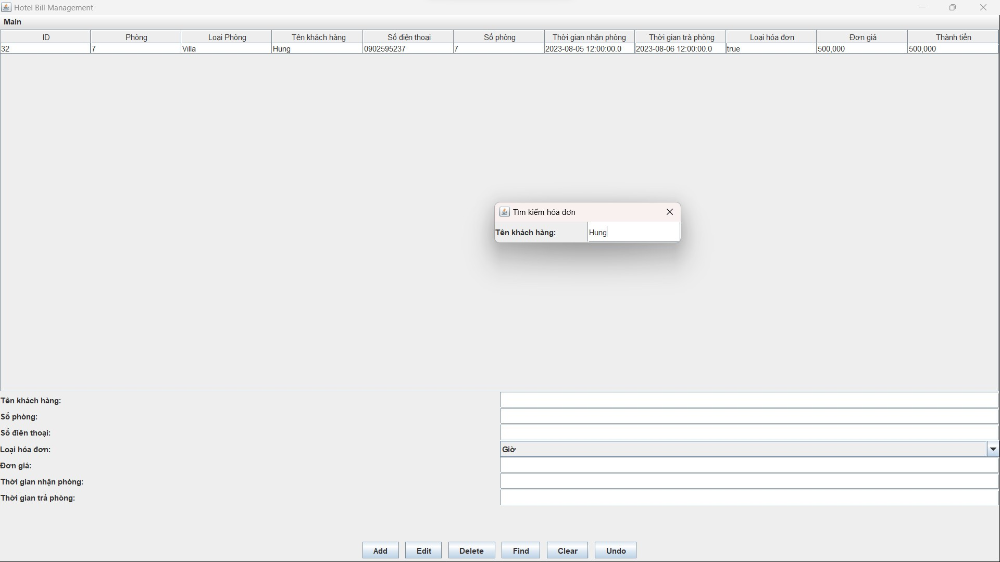 Hotel Bill Management
Main
ID Phòng Loại Phòng Tên khách hàng Số điện thoại Số phòng Thời gian nhận phòng Thời gian trả phòng Loại hóa đơn Đơn giá Thành tiền
32 7 Villa Hung 0902595237 7 2023-08-05 12:00:00.0 2023-08-06 12:00:00.0 true 500,000 500,000
Tìm kiếm hóa đơn
Tên khách hàng: Hung
Tên khách hàng:
Số phòng:
Số điên thoại:
Loại hóa đơn: Giờ
Đơn giá:
Thời gian nhận phòng:
Thời gian trả phòng:
Add Edit Delete Find Clear Undo